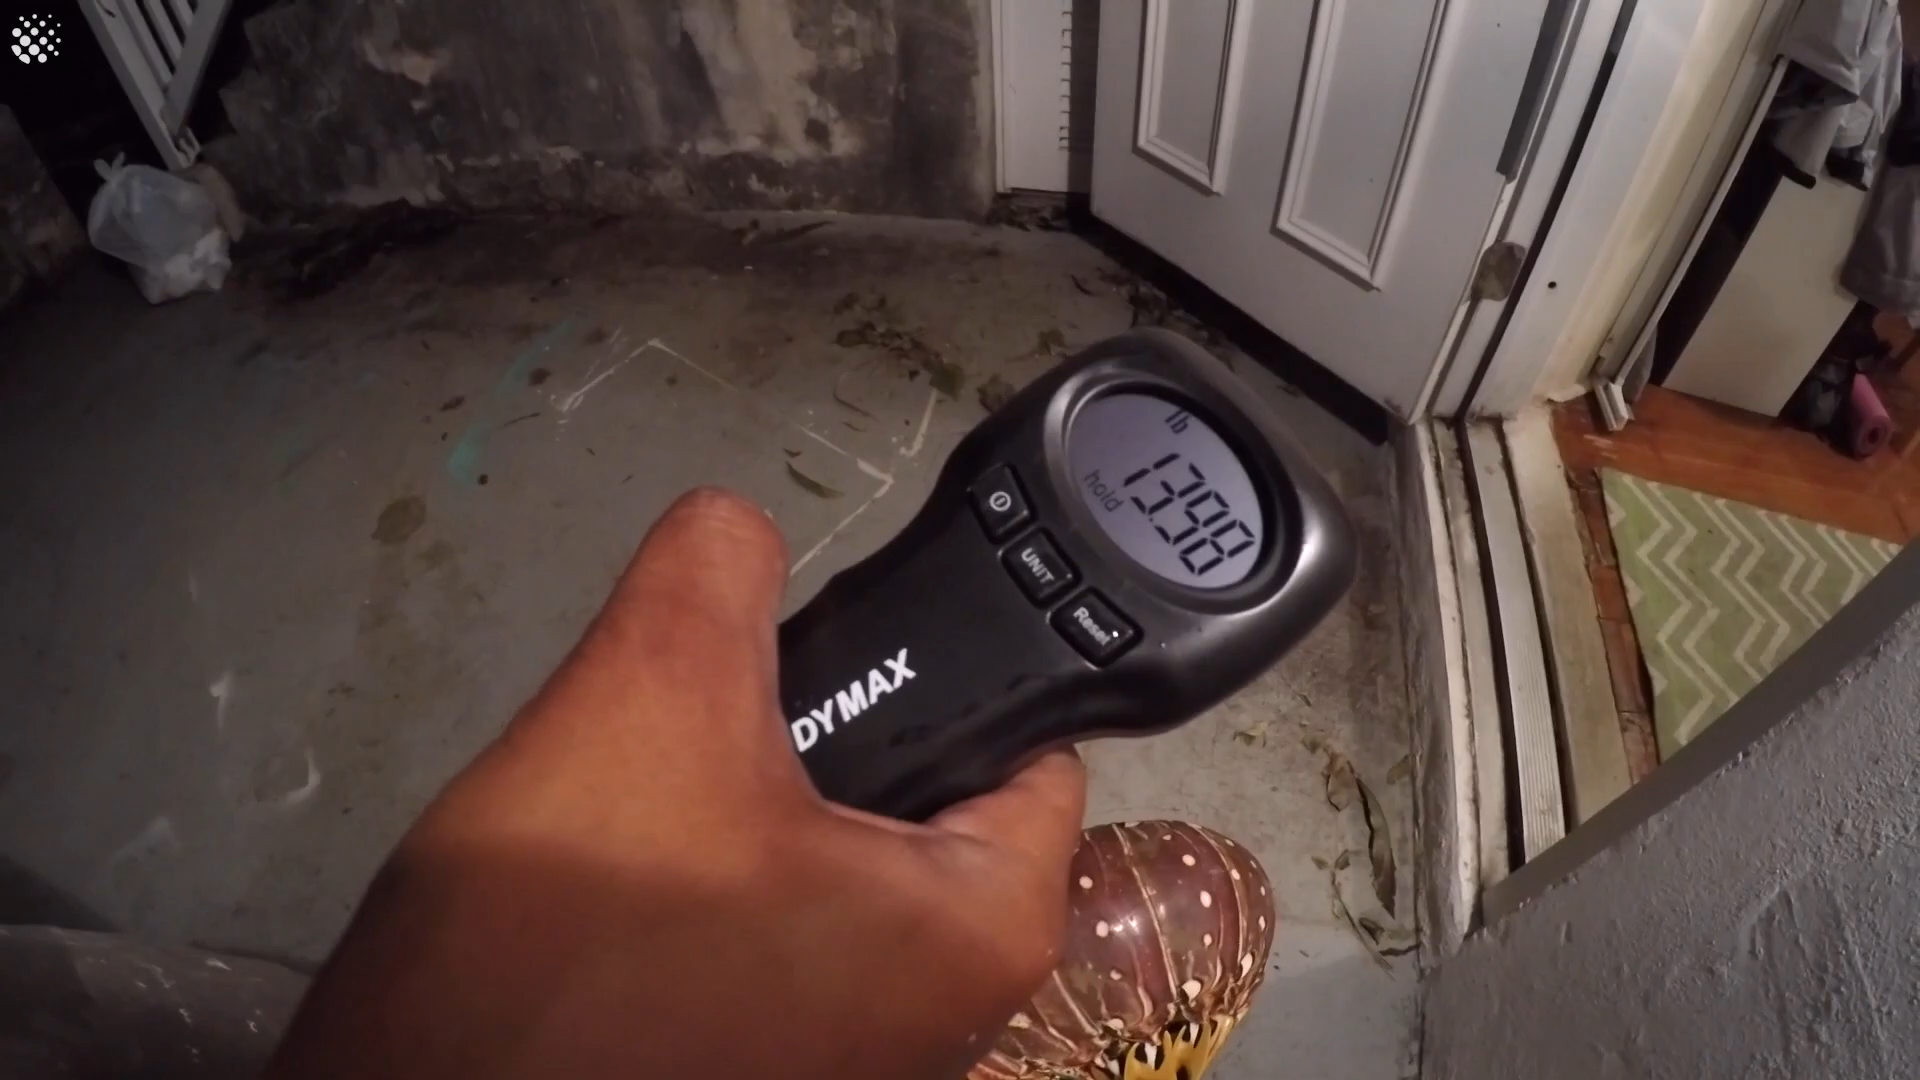 lb
hold 13.98
UNIT
Reset
DYMAX